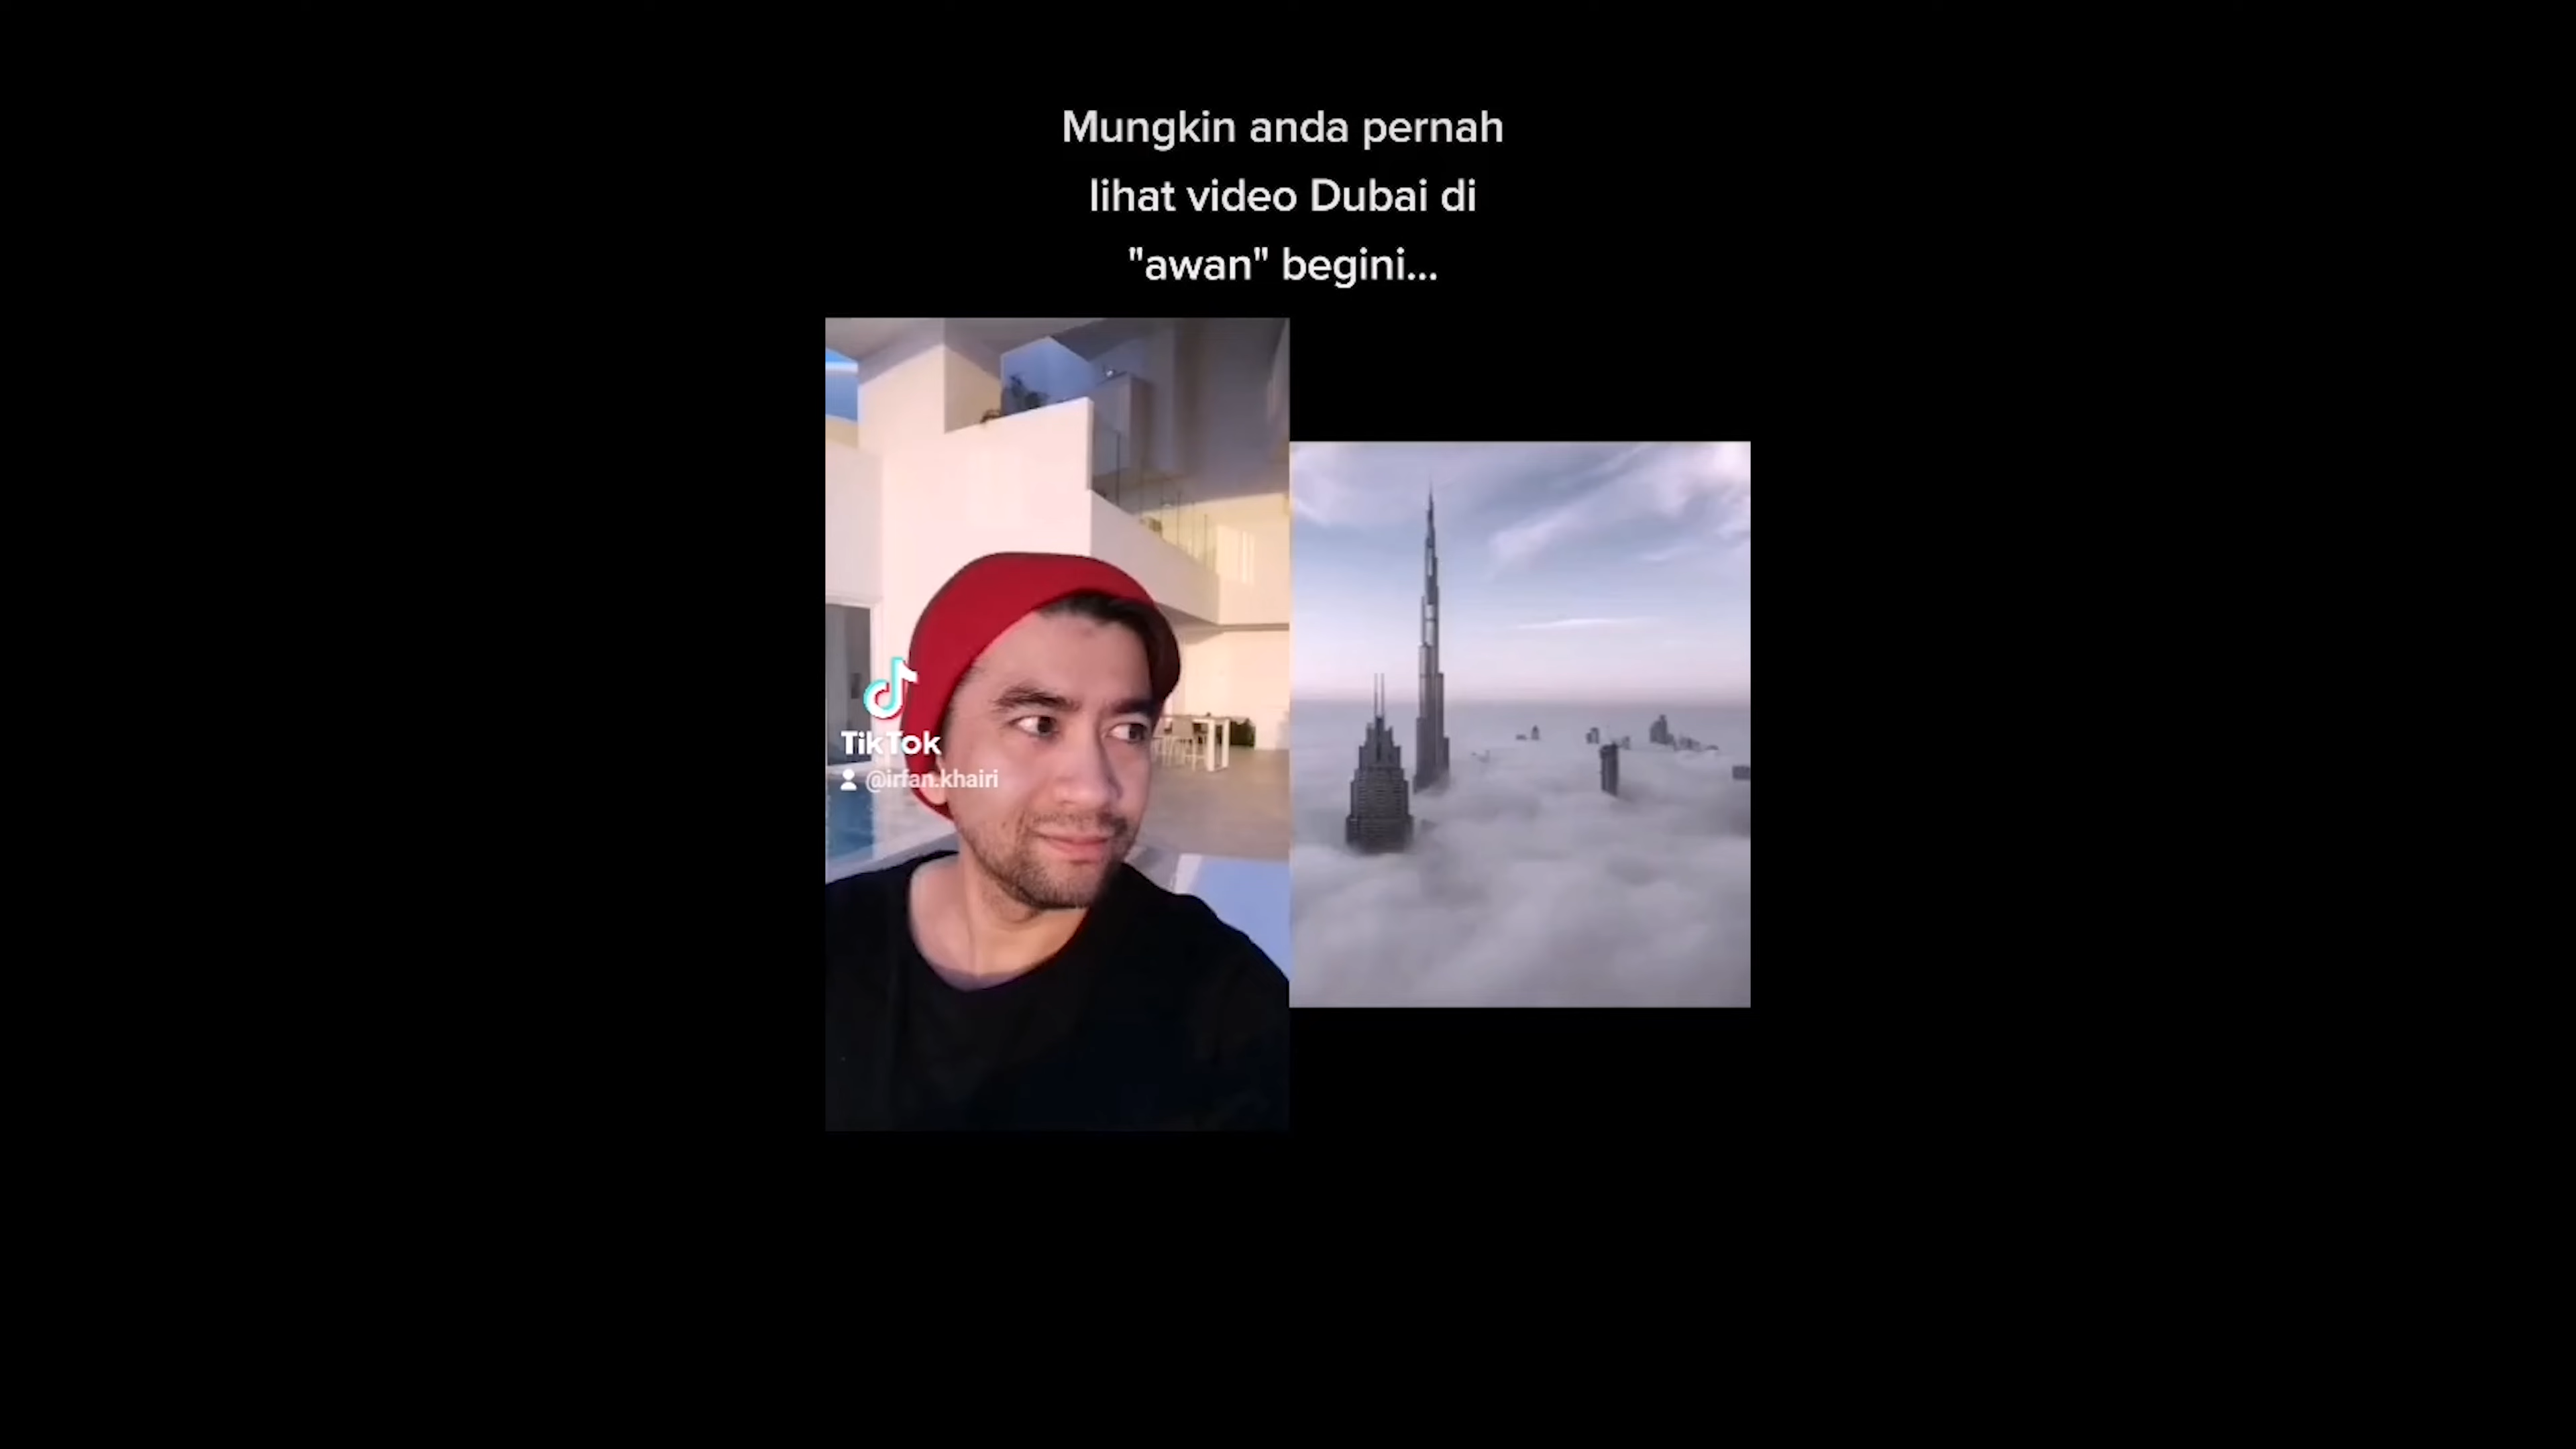 Mungkin anda pernah
lihat video Dubai di
"awan" begini...
TikTok
@irfan.khairi